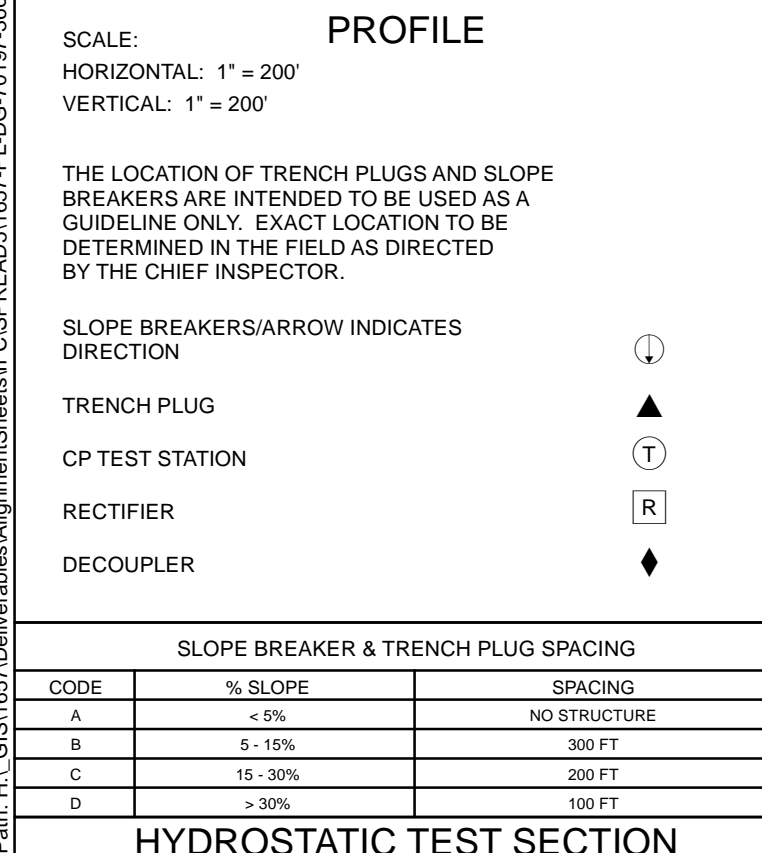 PROFILE
SCALE:
HORIZONTAL: 1" = 200'
VERTICAL: 1" = 200'
THE LOCATION OF TRENCH PLUGS AND SLOPE
BREAKERS ARE INTENDED TO BE USED AS A
GUIDELINE ONLY. EXACT LOCATION TO BE
DETERMINED IN THE FIELD AS DIRECTED
BY THE CHIEF INSPECTOR.
SLOPE BREAKERS/ARROW INDICATES
DIRECTION
TRENCH PLUG
CP TEST STATION T
RECTIFIER R
DECOUPLER
SLOPE BREAKER & TRENCH PLUG SPACING
CODE % SLOPE SPACING
A < 5% NO STRUCTURE
B 5 - 15% 300 FT
C 15 - 30% 200 FT
D > 30% 100 FT
HYDROSTATIC TEST SECTION